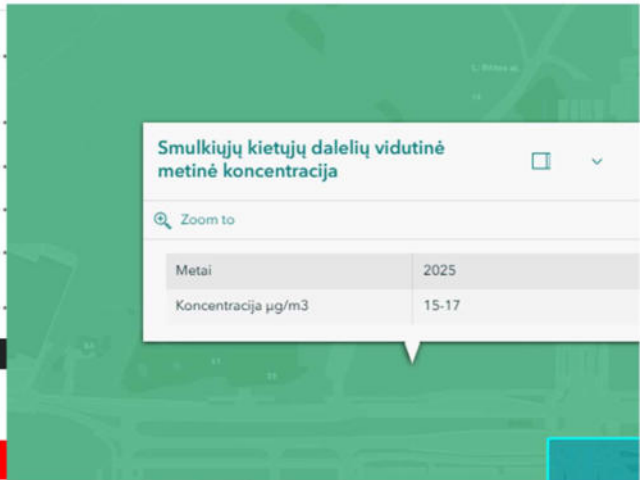 Smulkiųjų kietųjų dalelių vidutinė
metinė koncentracija
Zoom to
Metai 2025
Koncentracija µg/m3 15-17